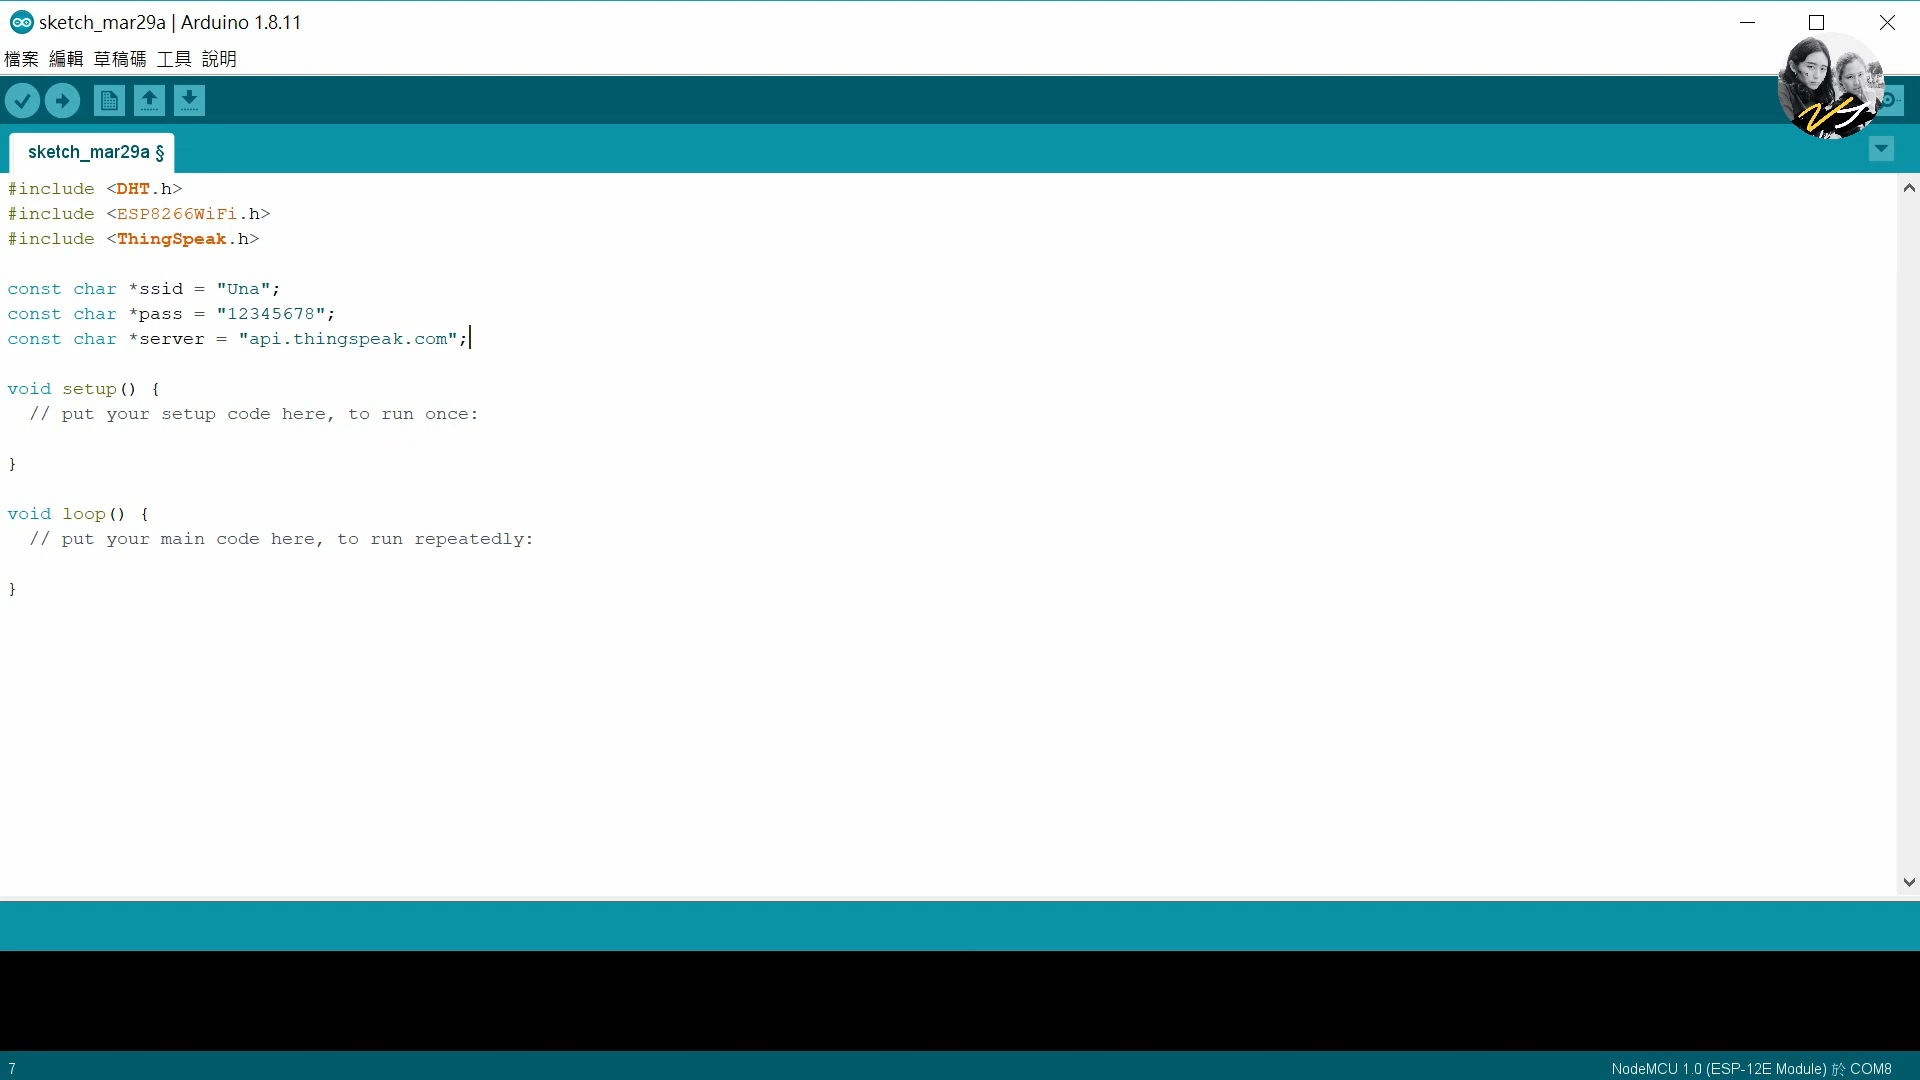 sketch_mar29a | Arduino 1.8.11
檔案 編輯 草稿碼 工具 說明
sketch_mar29a §
#include <DHT.h>
#include <ESP8266WiFi.h>
#include <ThingSpeak.h>
const char *ssid = "Una";
const char *pass = "12345678";
const char *server = "api.thingspeak.com";
void setup() {
// put your setup code here, to run once:
}
void loop() {
// put your main code here, to run repeatedly:
}
7
NodeMCU 1.0 (ESP-12E Module) 於 COM8